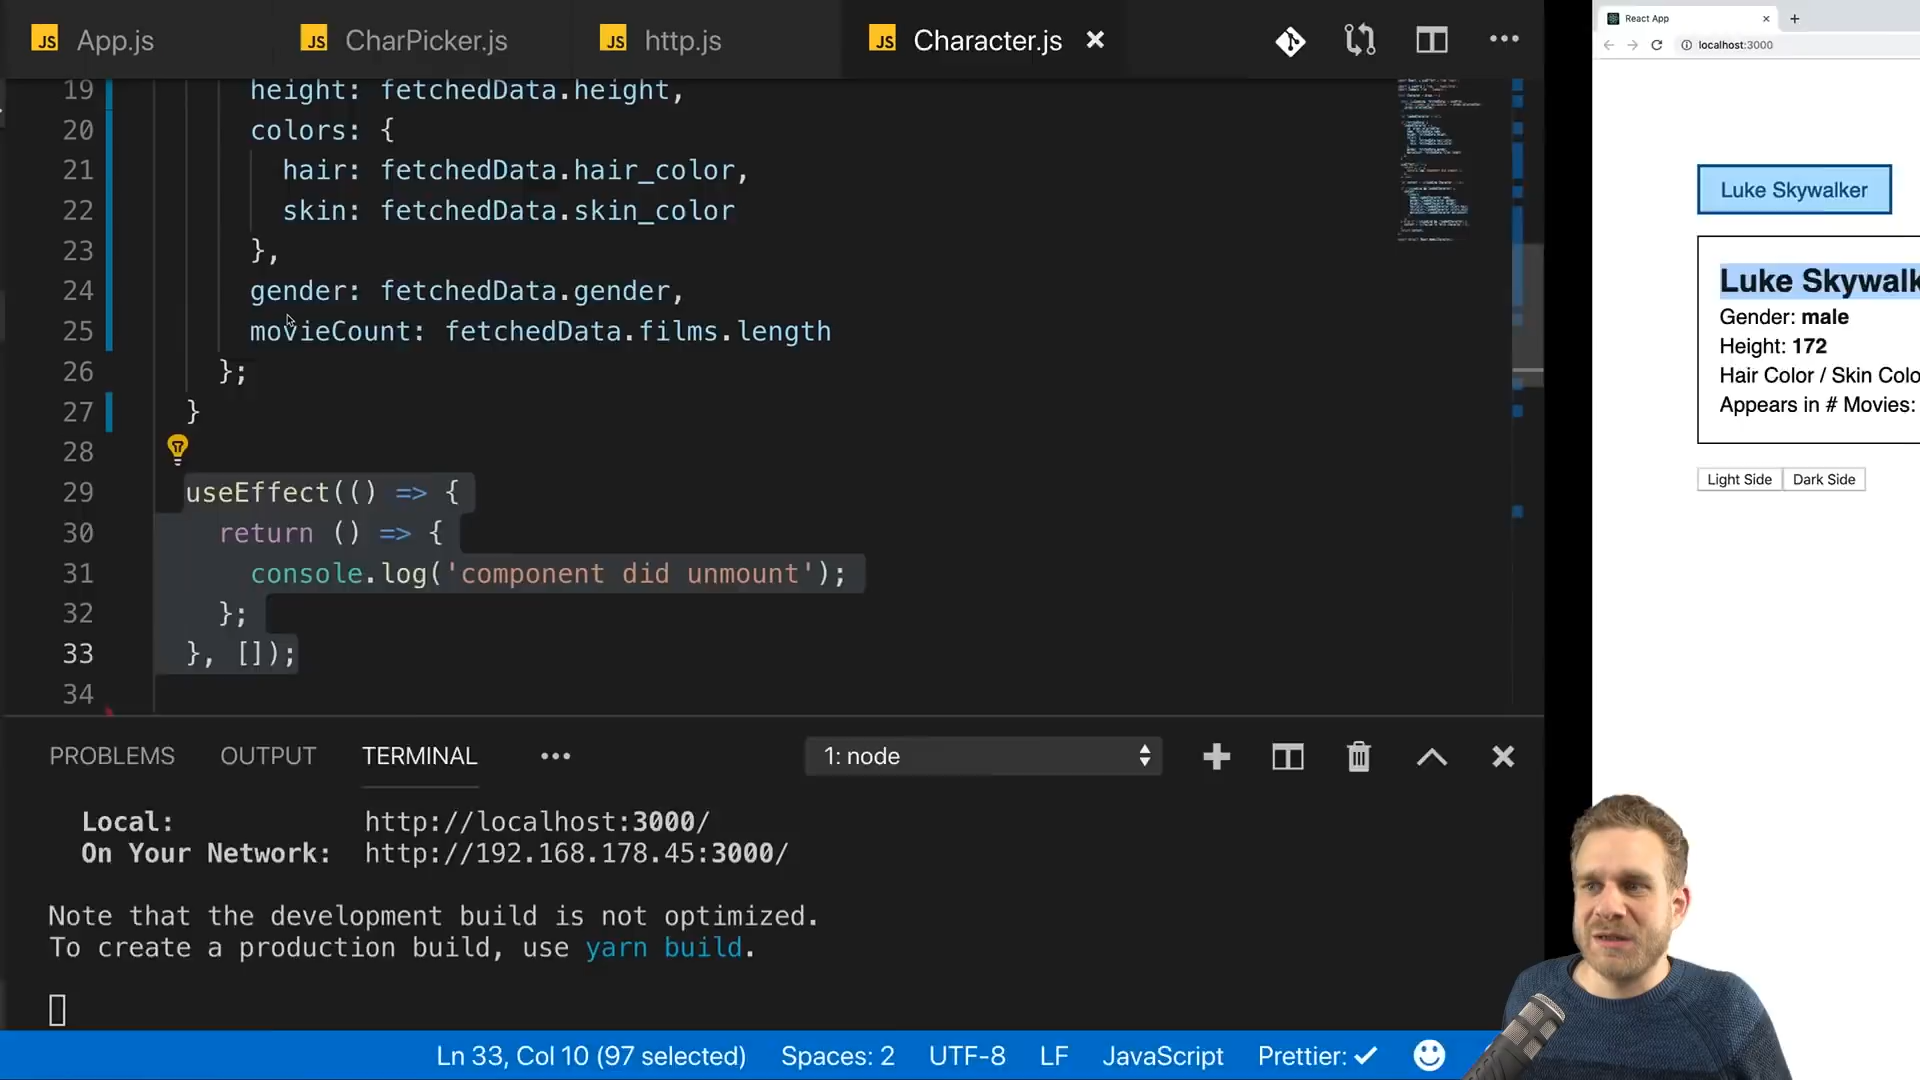 JS App.js
JS CharPicker.js
JS http.js
JS Character.js
19 height: fetchedData.height,
20 colors: {
21 hair: fetchedData.hair_color,
22 skin: fetchedData.skin_color
23 },
24 gender: fetchedData.gender,
25 movieCount: fetchedData.films.length
26 };
27 }
28
29 useEffect(() => {
30 return () => {
31 console.log('component did unmount');
32 };
33 }, []);
34
PROBLEMS OUTPUT TERMINAL ••• 1: node
Local: http://localhost:3000/
On Your Network: http://192.168.178.45:3000/
Note that the development build is not optimized.
To create a production build, use yarn build.
Ln 33, Col 10 (97 selected) Spaces: 2 UTF-8 LF JavaScript Prettier: ✓
React App
localhost:3000
Luke Skywalker
Luke Skywalk
Gender: male
Height: 172
Hair Color / Skin Colo
Appears in # Movies:
Light Side Dark Side